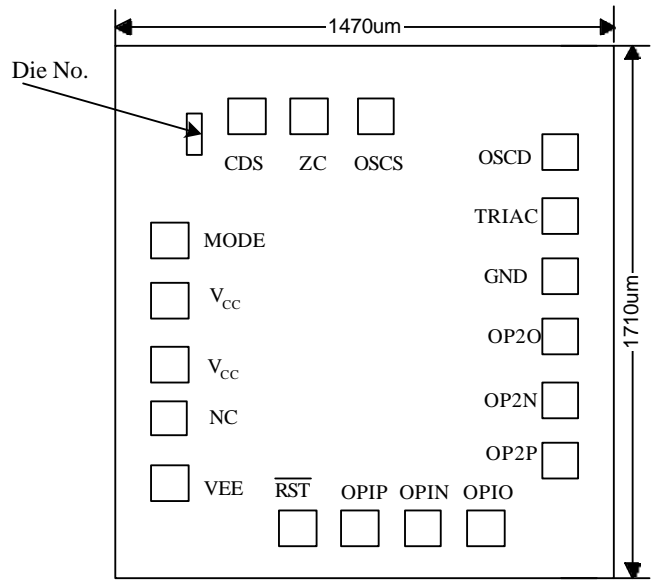 1470um
Die No.
CDS ZC OSCS
OSCD
TRIAC
MODE
GND
VCC
1710um
OP2O
VCC
OP2N
NC
OP2P
VEE RST OPIP OPIN OPIO